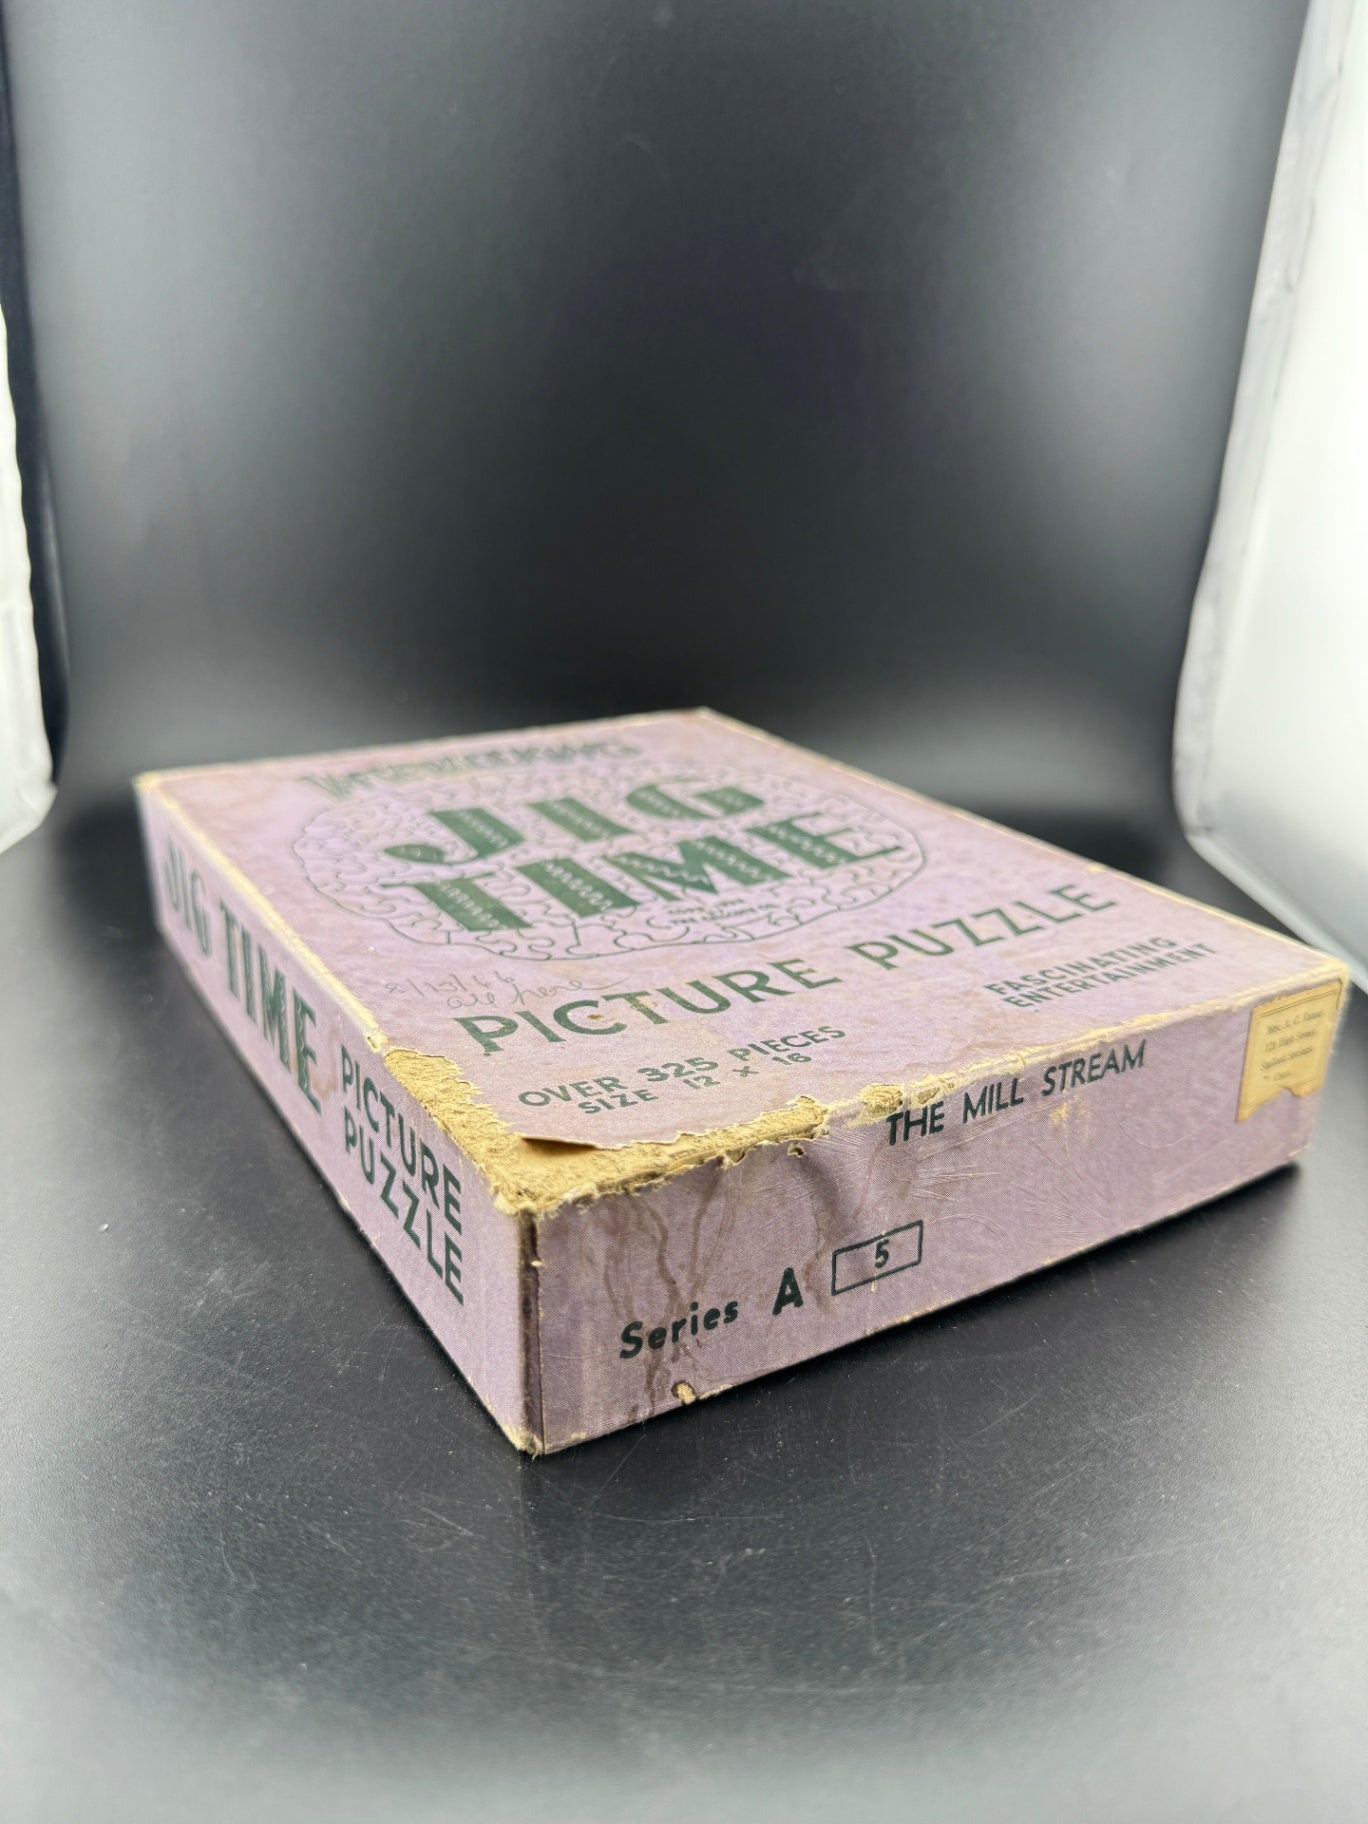 JIG
TIME
8/13/66
all here
PICTURE PUZZLE
OVER 325 PIECES
SIZE 12 x 16
FASCINATING
ENTERTAINMENT
JIG TIME
PICTURE
PUZZLE
THE MILL STREAM
Series A 5